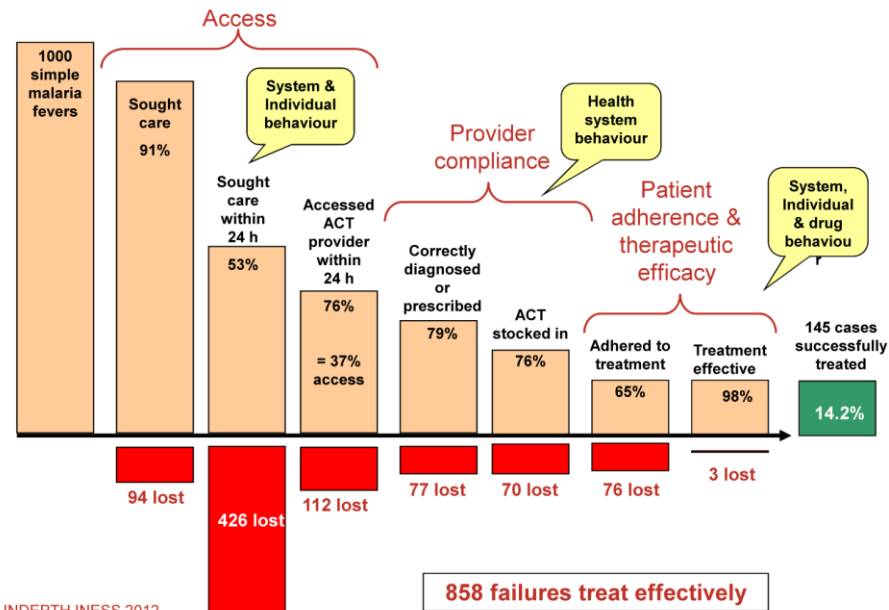 Access
1000
simple
malaria
fevers
Sought
care
91%
System &
Individual
behaviour
Sought
care
within
24 h
53%
Accessed
ACT
provider
within
24 h
76%
= 37%
access
Provider
compliance
Health
system
behaviour
Correctly
diagnosed
or
prescribed
79%
ACT
stocked in
76%
Patient
adherence &
therapeutic
efficacy
System,
Individual
& drug
behaviou
r
Adhered to
treatment
65%
Treatment
effective
98%
145 cases
successfully
treated
14.2%
94 lost
426 lost
112 lost
77 lost
70 lost
76 lost
3 lost
858 failures treat effectively
INDEPTH INESS 2012